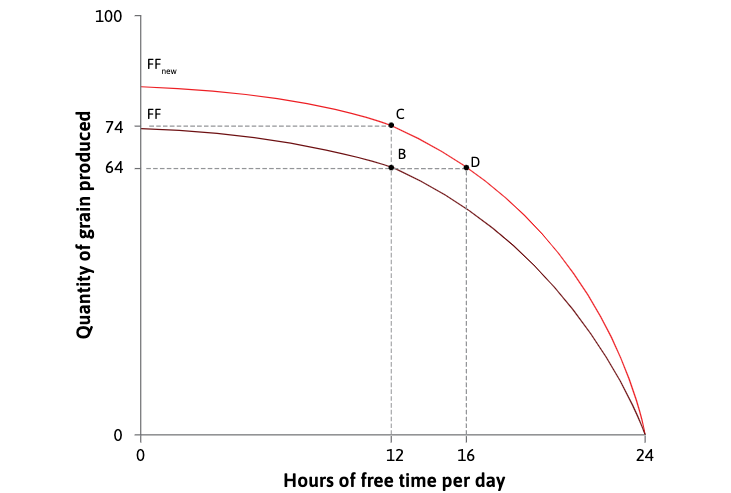 100
FFnew
FF
C
74
B
D
64
Quantity of grain produced
0
0
12
16
24
Hours of free time per day